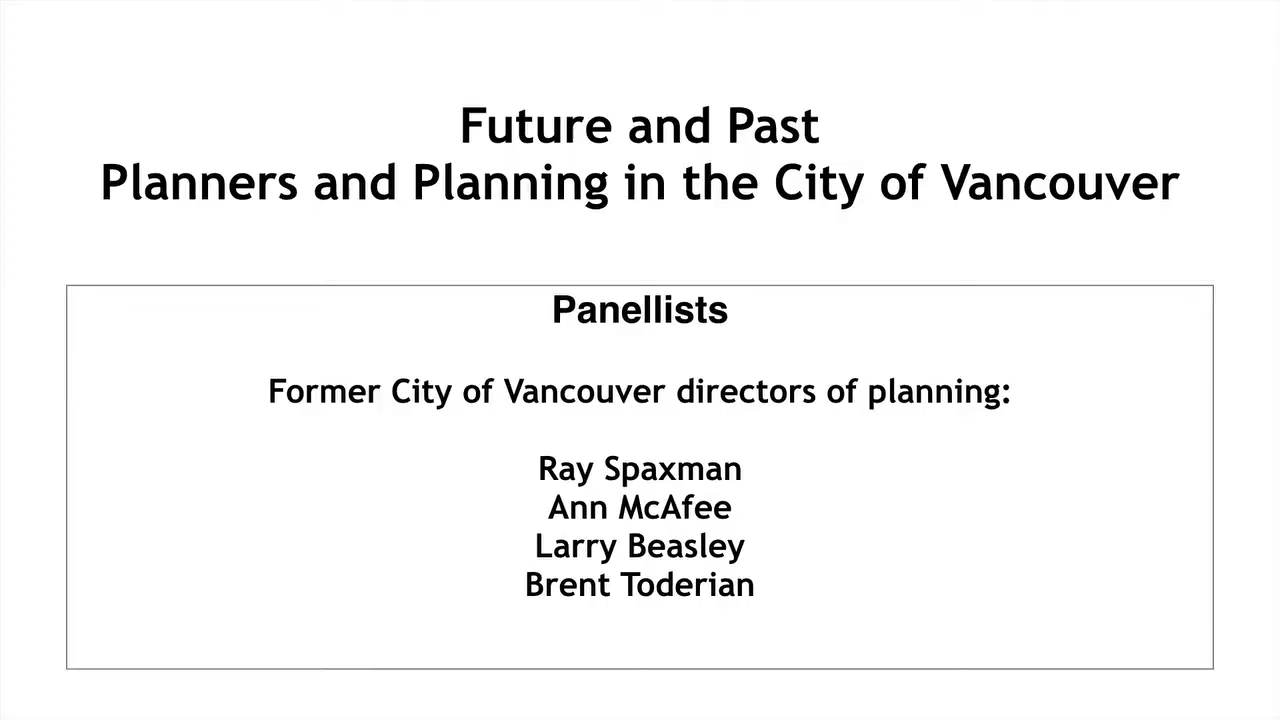 Future and Past
Planners and Planning in the City of Vancouver
Panellists
Former City of Vancouver directors of planning:
Ray Spaxman
Ann McAfee
Larry Beasley
Brent Toderian